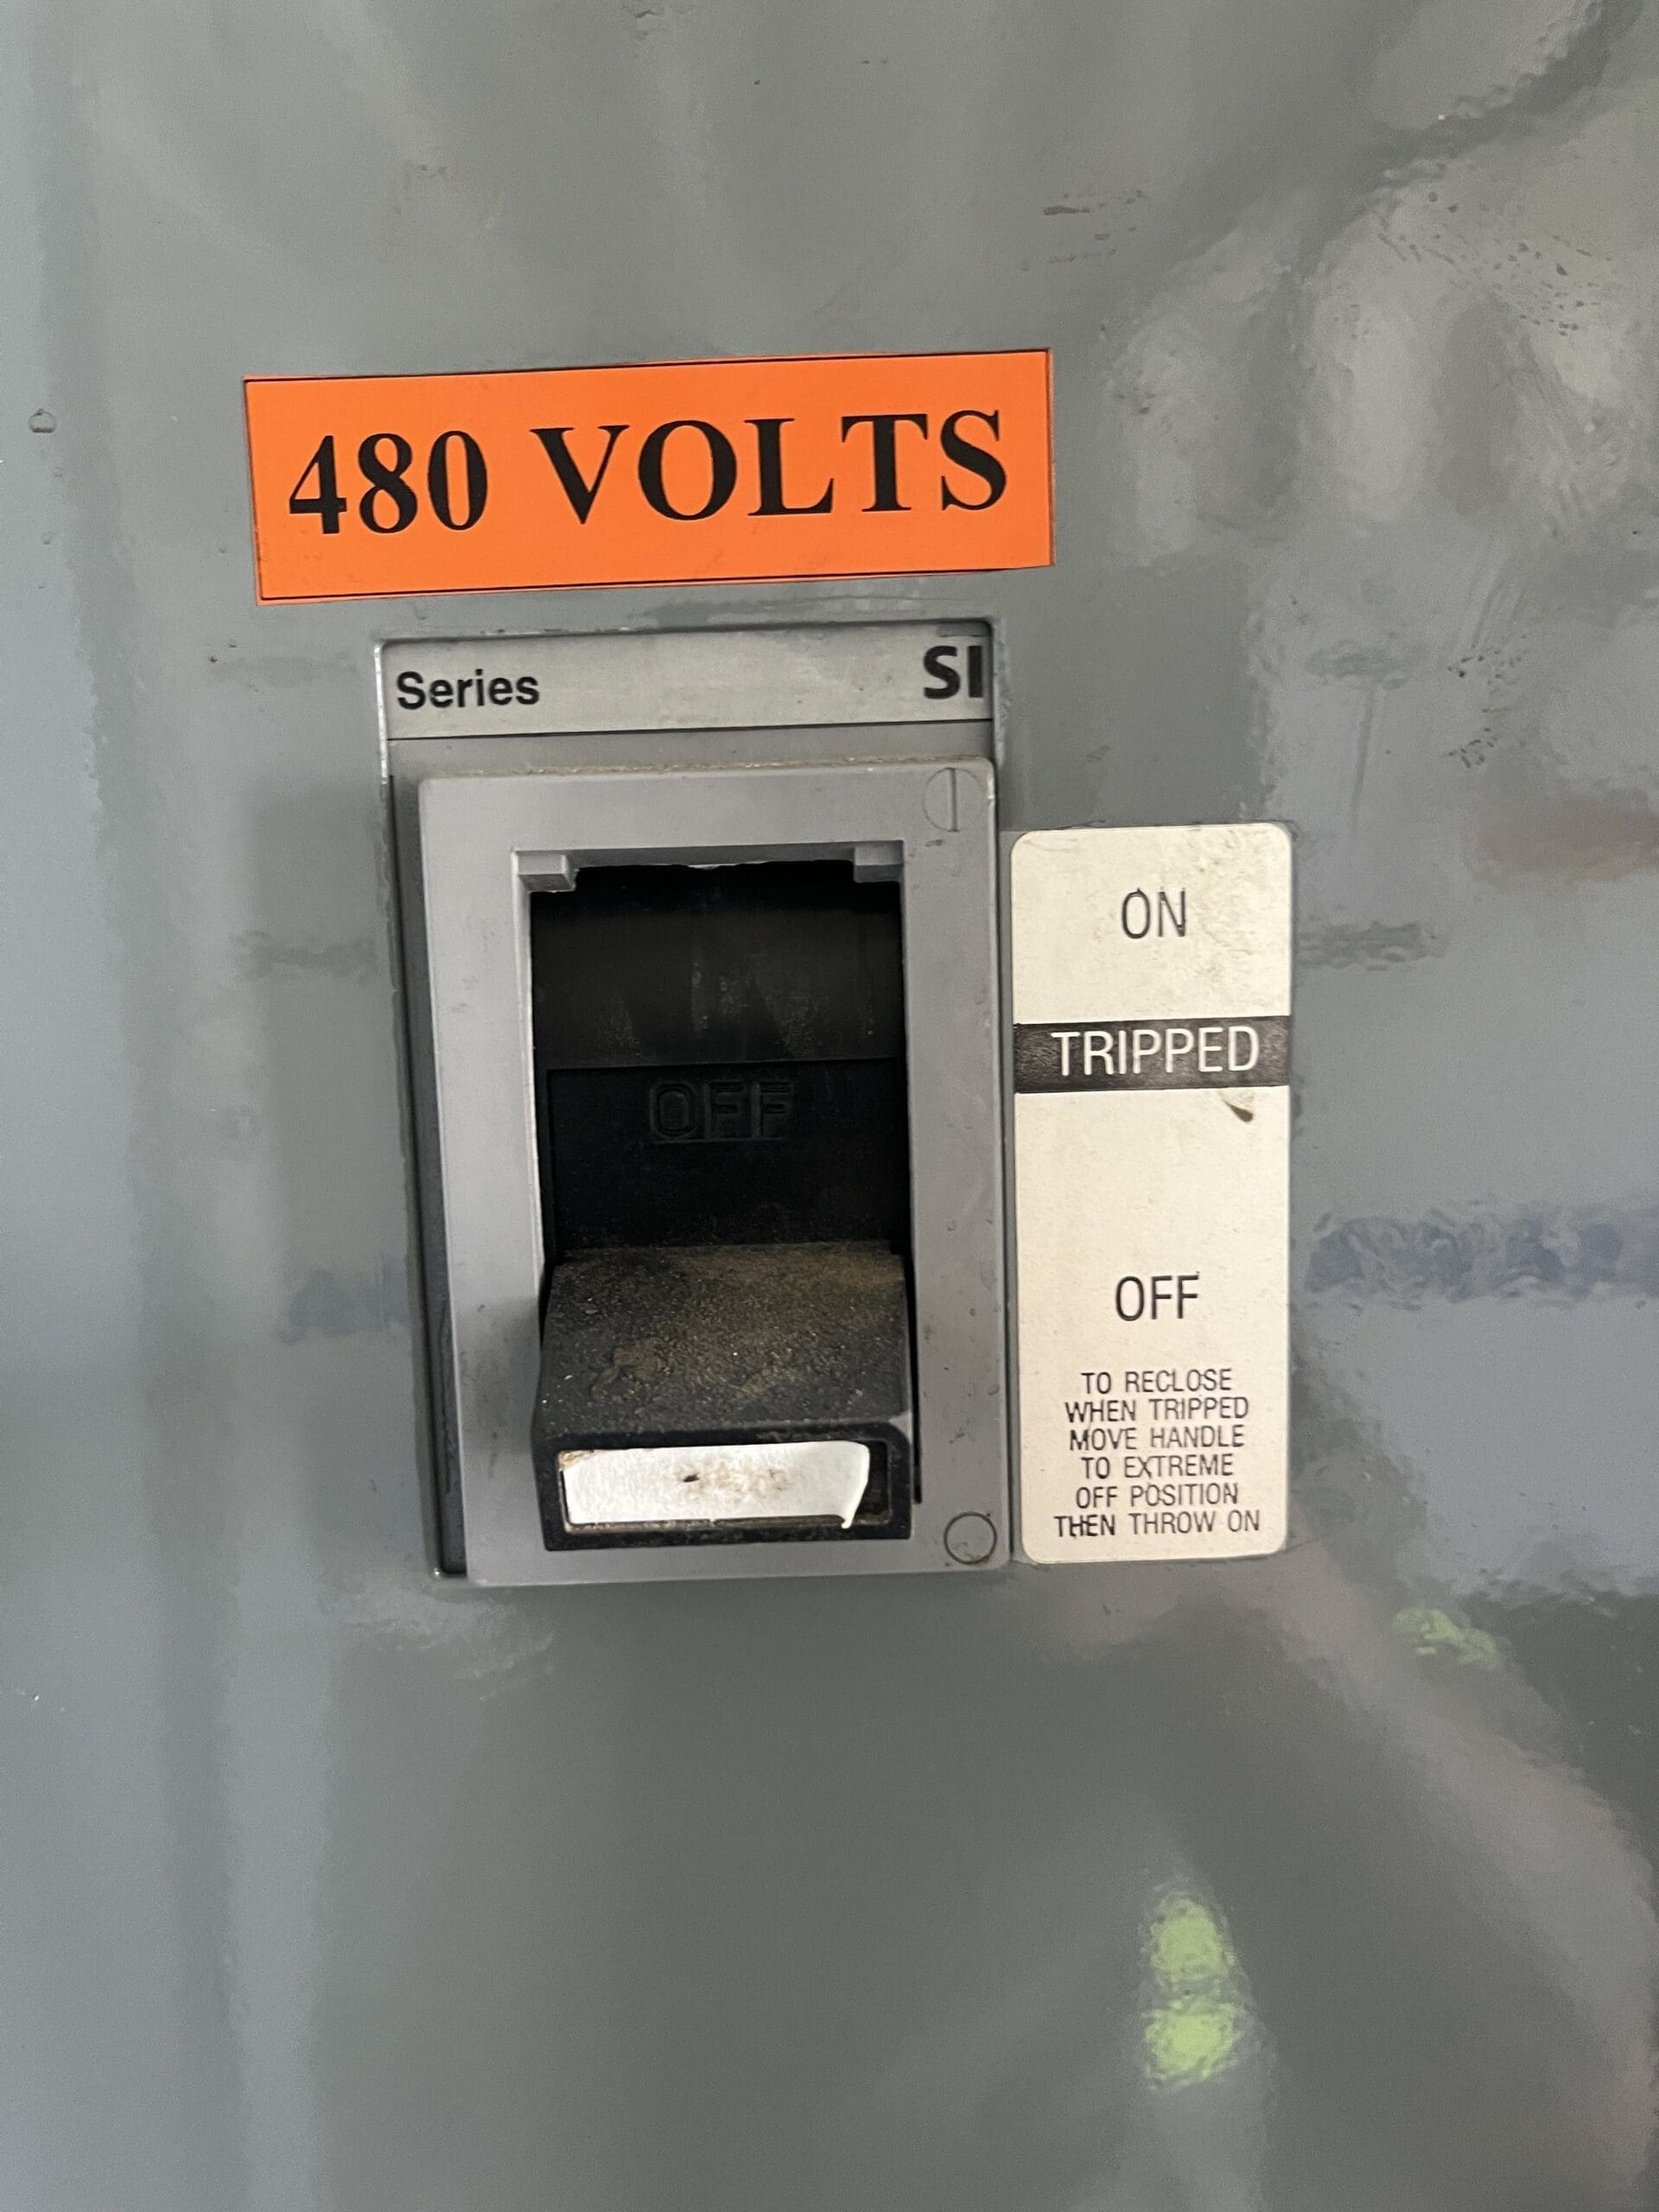 480 VOLTS
Series SI
ON
TRIPPED
OFF
OFF
TO RECLOSE
WHEN TRIPPED
MOVE HANDLE
TO EXTREME
OFF POSITION
THEN THROW ON